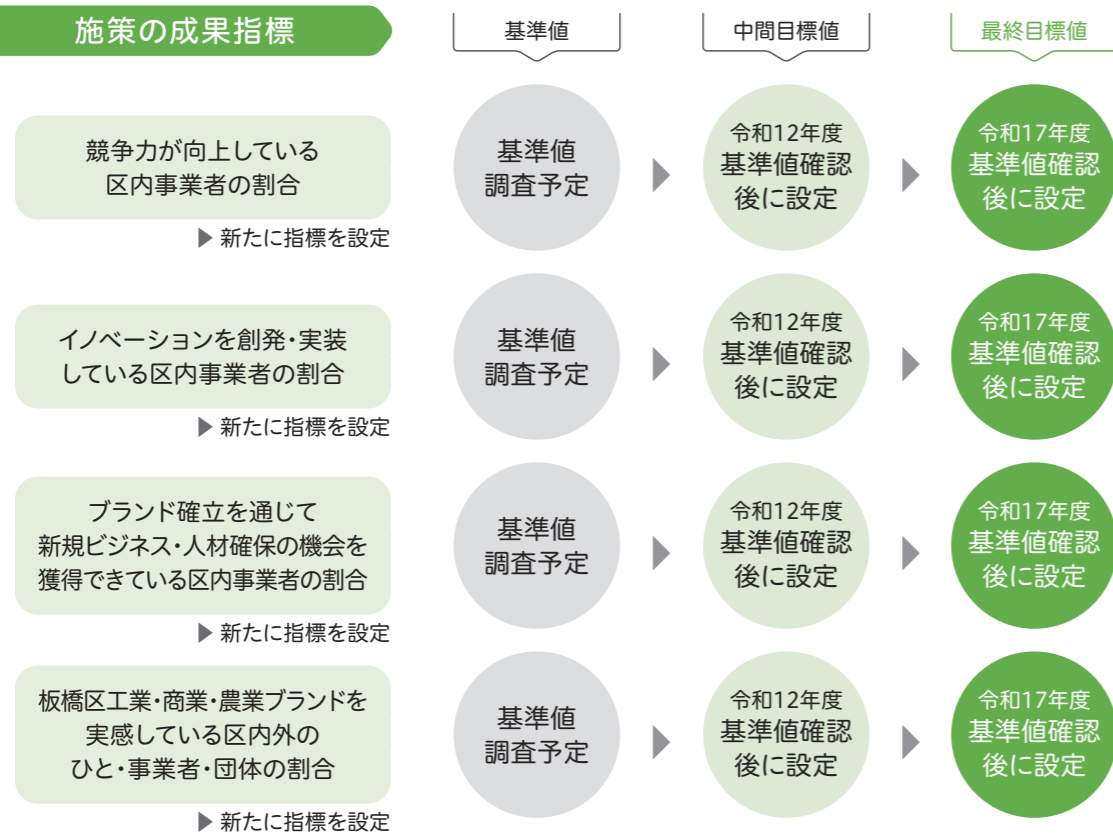 施策の成果指標
基準値
中間目標値
最終目標値
競争力が向上している
区内事業者の割合
▶新たに指標を設定
基準値
調査予定
令和12年度
基準値確認
後に設定
令和17年度
基準値確認
後に設定
イノベーションを創発・実装
している区内事業者の割合
▶新たに指標を設定
基準値
調査予定
令和12年度
基準値確認
後に設定
令和17年度
基準値確認
後に設定
ブランド確立を通じて
新規ビジネス・人材確保の機会を
獲得できている区内事業者の割合
▶新たに指標を設定
基準値
調査予定
令和12年度
基準値確認
後に設定
令和17年度
基準値確認
後に設定
板橋区工業・商業・農業ブランドを
実感している区内外の
ひと・事業者・団体の割合
▶新たに指標を設定
基準値
調査予定
令和12年度
基準値確認
後に設定
令和17年度
基準値確認
後に設定